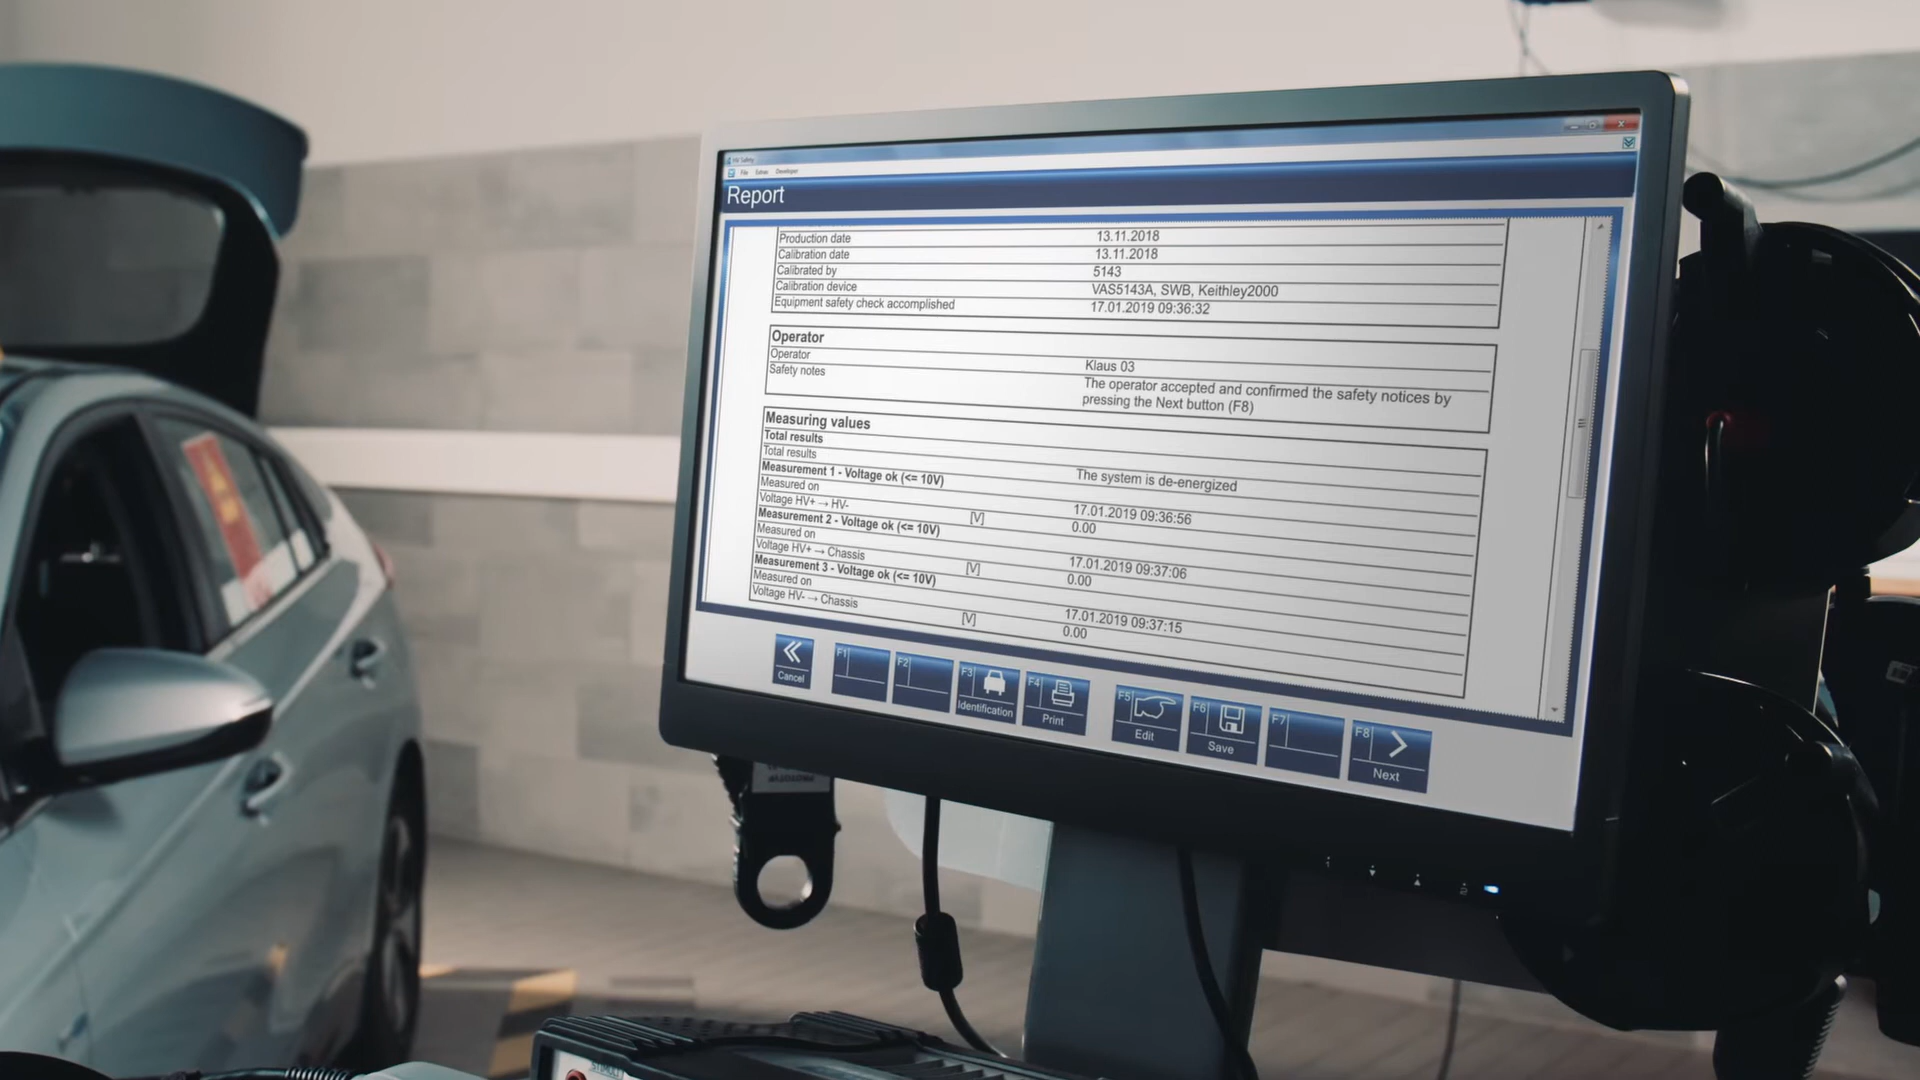 HV Safety
File Extras Developer
Report
Production date 13.11.2018
Calibration date 13.11.2018
Calibrated by 5143
Calibration device VAS5143A, SWB, Keithley2000
Equipment safety check accomplished 17.01.2019 09:36:32
Operator
Operator Klaus 03
Safety notes The operator accepted and confirmed the safety notices by
pressing the Next button (F8)
Measuring values
Total results
Total results The system is de-energized
Measurement 1 - Voltage ok (<= 10V)
Measured on 17.01.2019 09:36:56
Voltage HV+ → HV- [V] 0.00
Measurement 2 - Voltage ok (<= 10V)
Measured on 17.01.2019 09:37:06
Voltage HV+ → Chassis [V] 0.00
Measurement 3 - Voltage ok (<= 10V)
Measured on 17.01.2019 09:37:15
Voltage HV- → Chassis [V] 0.00
Cancel
F1
F2
F3 Identification
F4 Print
F5 Edit
F6 Save
F7
F8 Next